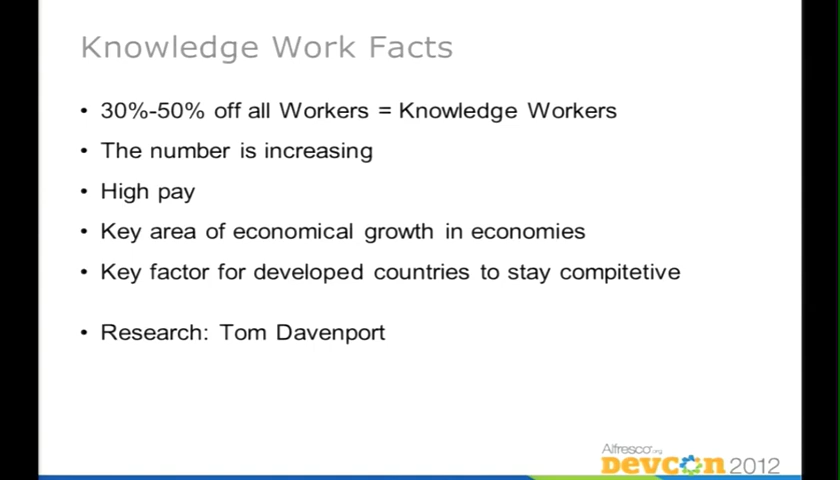 Knowledge Work Facts
• 30%-50% off all Workers = Knowledge Workers
• The number is increasing
• High pay
• Key area of economical growth in economies
• Key factor for developed countries to stay compitetive
• Research: Tom Davenport
Alfresco.org
DevCon 2012